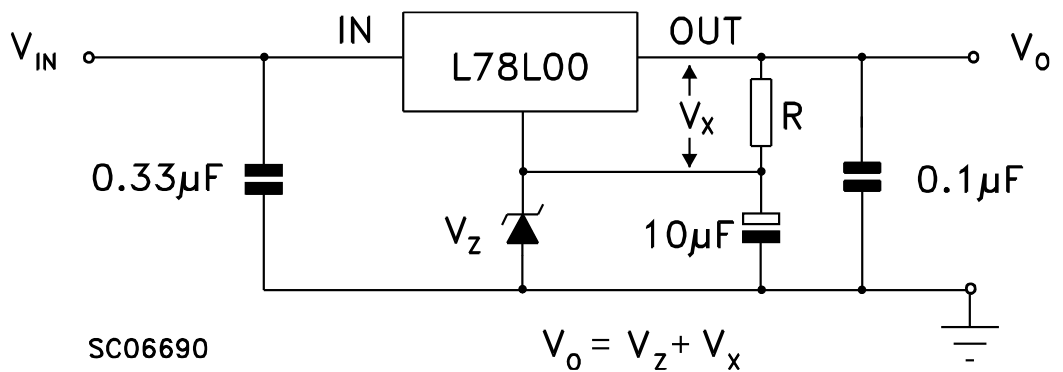 V_IN
IN
L78L00
OUT
V_O
V_X
R
0.33μF
V_Z
10μF
0.1μF
SC06690
V_O = V_Z + V_X